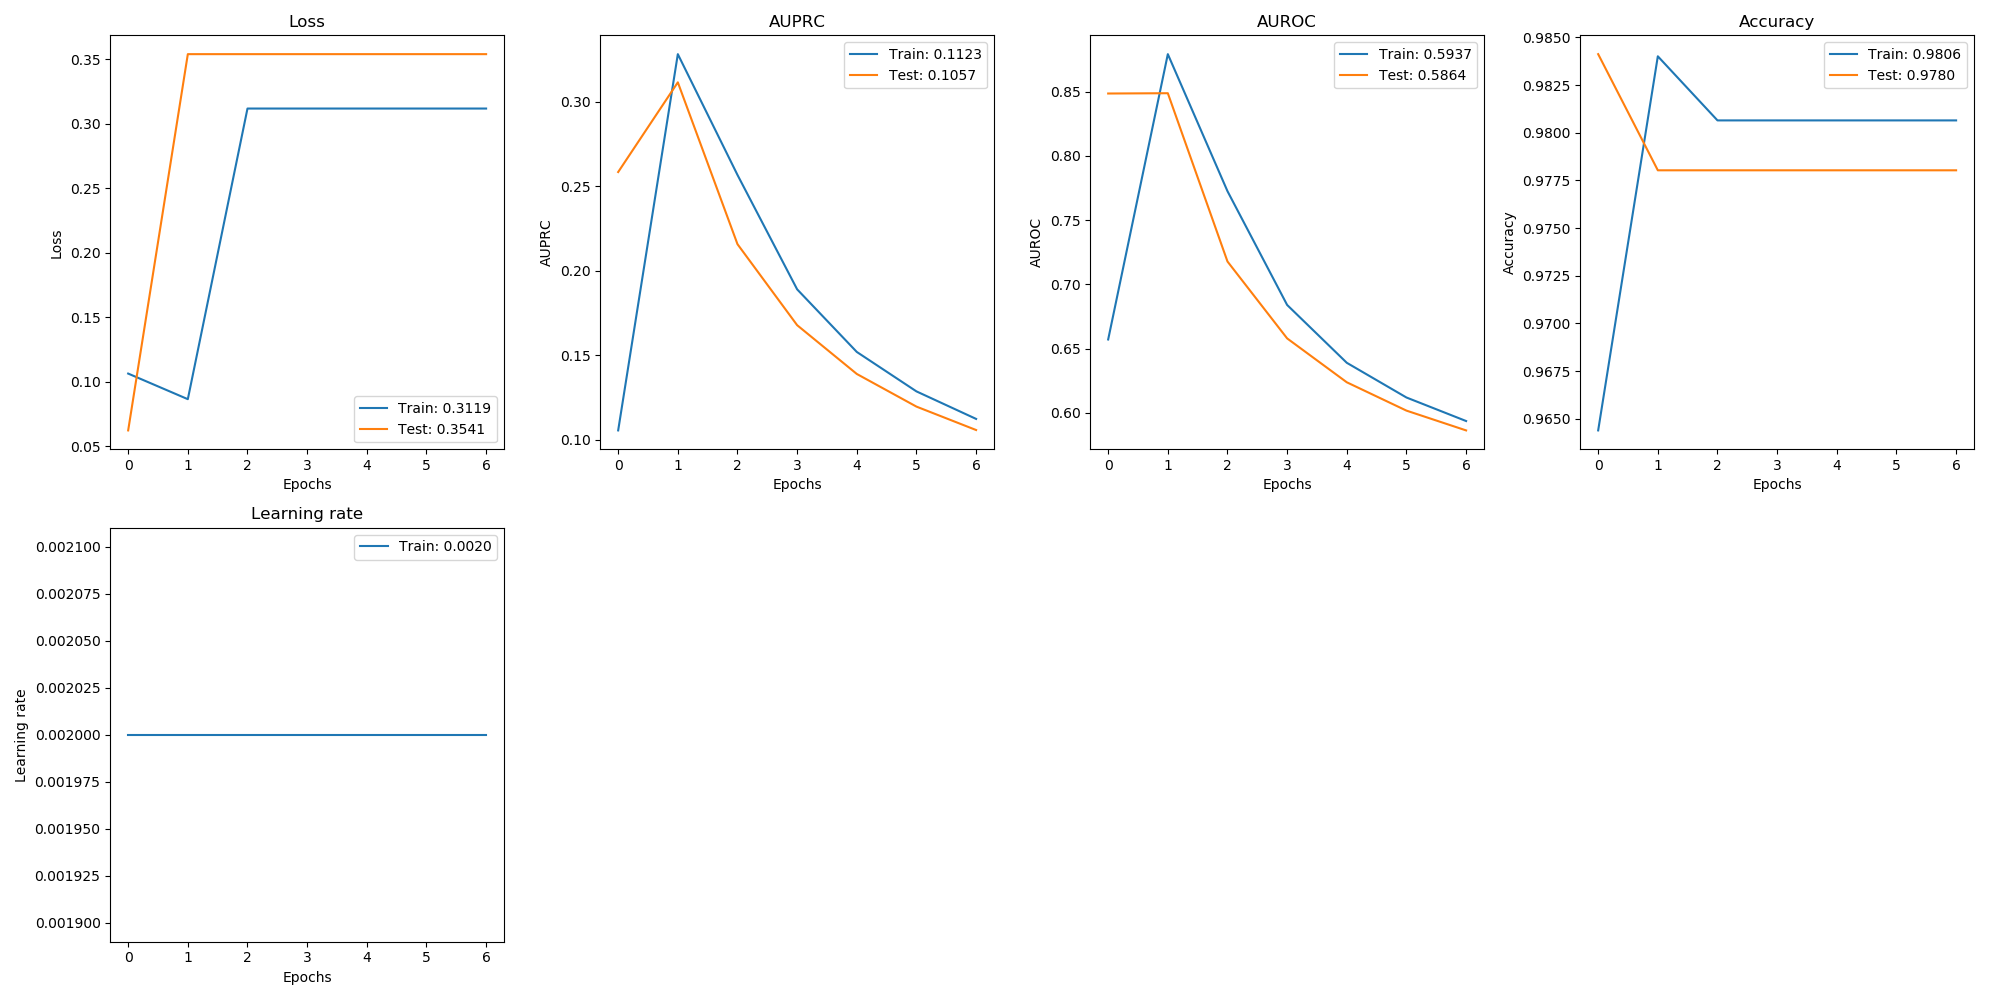 Loss
Loss
0.35
0.30
0.25
0.20
0.15
0.10
0.05
Train: 0.3119
Test: 0.3541
0 1 2 3 4 5 6
Epochs
AUPRC
AUPRC
0.30
0.25
0.20
0.15
0.10
Train: 0.1123
Test: 0.1057
0 1 2 3 4 5 6
Epochs
AUROC
AUROC
0.85
0.80
0.75
0.70
0.65
0.60
Train: 0.5937
Test: 0.5864
0 1 2 3 4 5 6
Epochs
Accuracy
Accuracy
0.9850
0.9825
0.9800
0.9775
0.9750
0.9725
0.9700
0.9675
0.9650
Train: 0.9806
Test: 0.9780
0 1 2 3 4 5 6
Epochs
Learning rate
Learning rate
0.002100
0.002075
0.002050
0.002025
0.002000
0.001975
0.001950
0.001925
0.001900
Train: 0.0020
0 1 2 3 4 5 6
Epochs